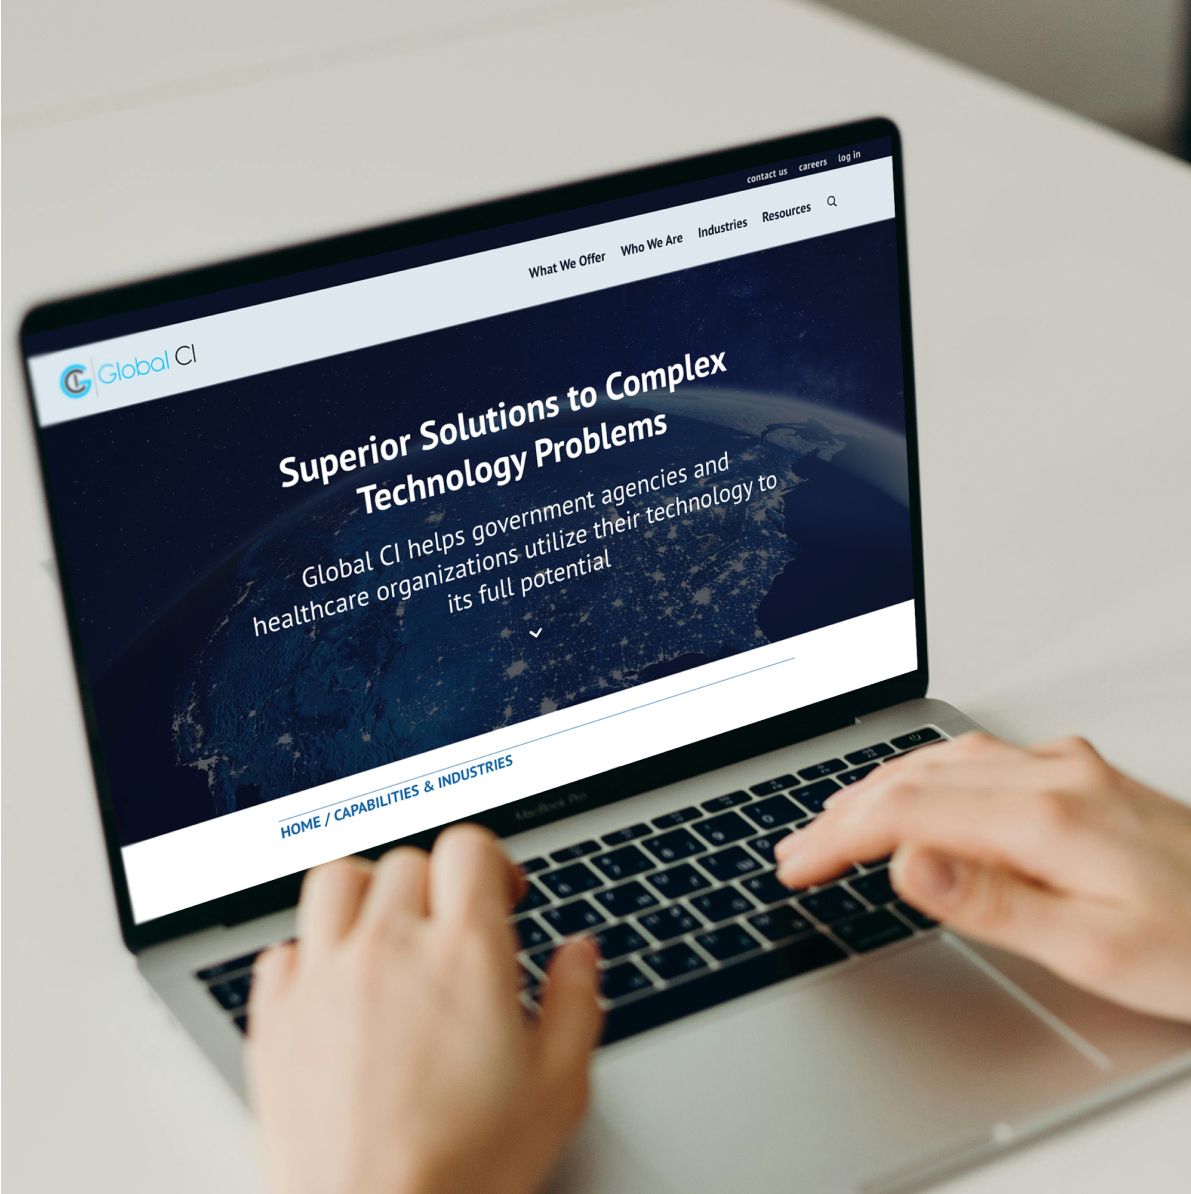 contact us careers log in
What We Offer Who We Are Industries Resources
Global CI
Superior Solutions to Complex
Technology Problems
Global CI helps government agencies and
healthcare organizations utilize their technology to
its full potential
HOME / CAPABILITIES & INDUSTRIES
MacBook Pro